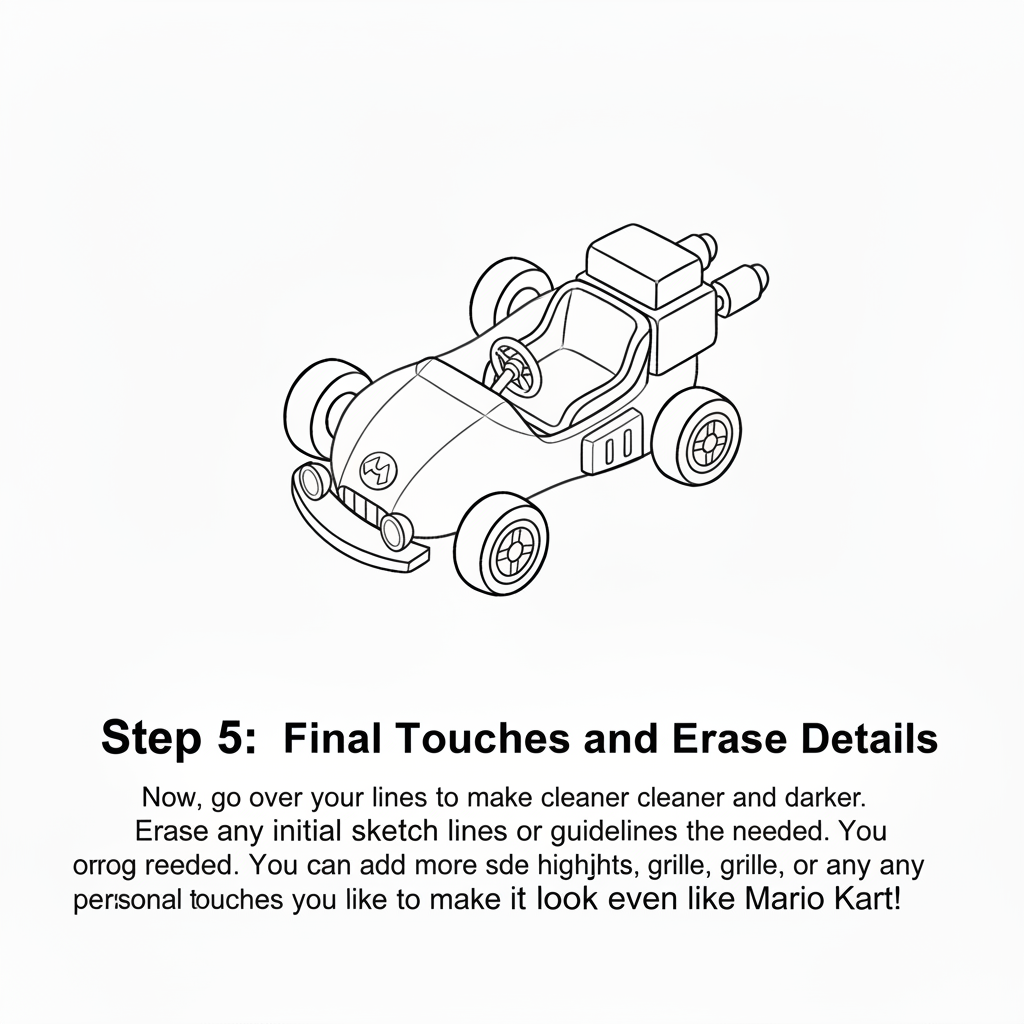 Step 5: Final Touches and Erase Details
Now, go over your lines to make cleaner cleaner and darker.
Erase any initial sketch lines or guidelines the needed. You
orrog reeded. You can add more sde highjhts, grille, grille, or any any
personal touches you like to make it look even like Mario Kart!